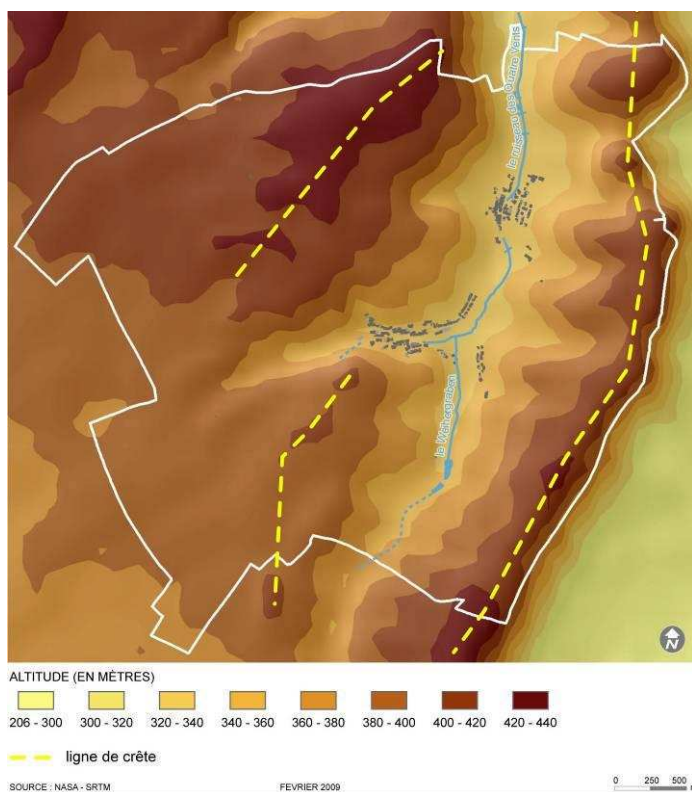 le ruisseau des Quatre Vents
le Weihergraben
N
ALTITUDE (EN MÈTRES)
206 - 300 300 - 320 320 - 340 340 - 360 360 - 380 380 - 400 400 - 420 420 - 440
ligne de crête
SOURCE : NASA - SRTM FEVRIER 2009 0 250 500